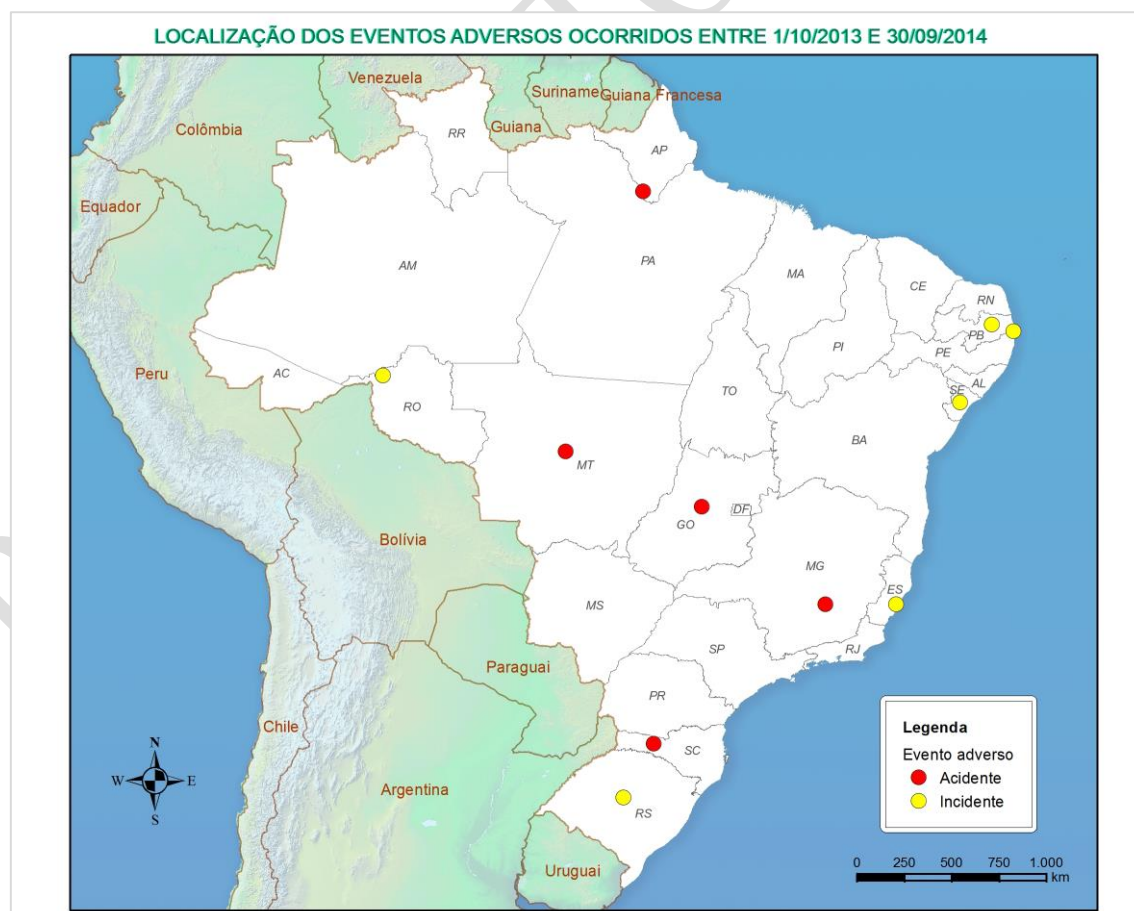 LOCALIZAÇÃO DOS EVENTOS ADVERSOS OCORRIDOS ENTRE 1/10/2013 E 30/09/2014
Venezuela
Suriname
Guiana Francesa
Colômbia
Guiana
RR
AP
Equador
AM
PA
MA
CE
RN
PB
PI
PE
Peru
AC
RO
TO
AL
SE
BA
MT
GO
DF
Bolívia
MG
ES
MS
SP
RJ
Paraguai
PR
Chile
SC
Argentina
RS
Uruguai
N
W
E
S
Legenda
Evento adverso
Acidente
Incidente
0 250 500 750 1.000
km